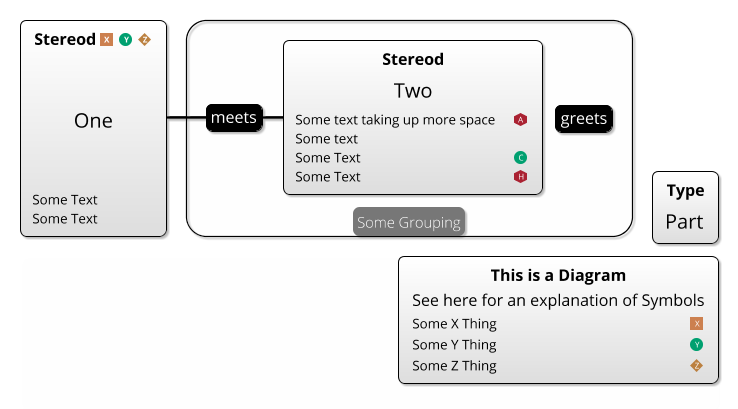 Stereod X Y Z
One
Some Text
Some Text
meets
Stereod
Two
Some text taking up more space A
Some text
Some Text C
Some Text H
greets
Some Grouping
Type
Part
This is a Diagram
See here for an explanation of Symbols
Some X Thing X
Some Y Thing Y
Some Z Thing Z